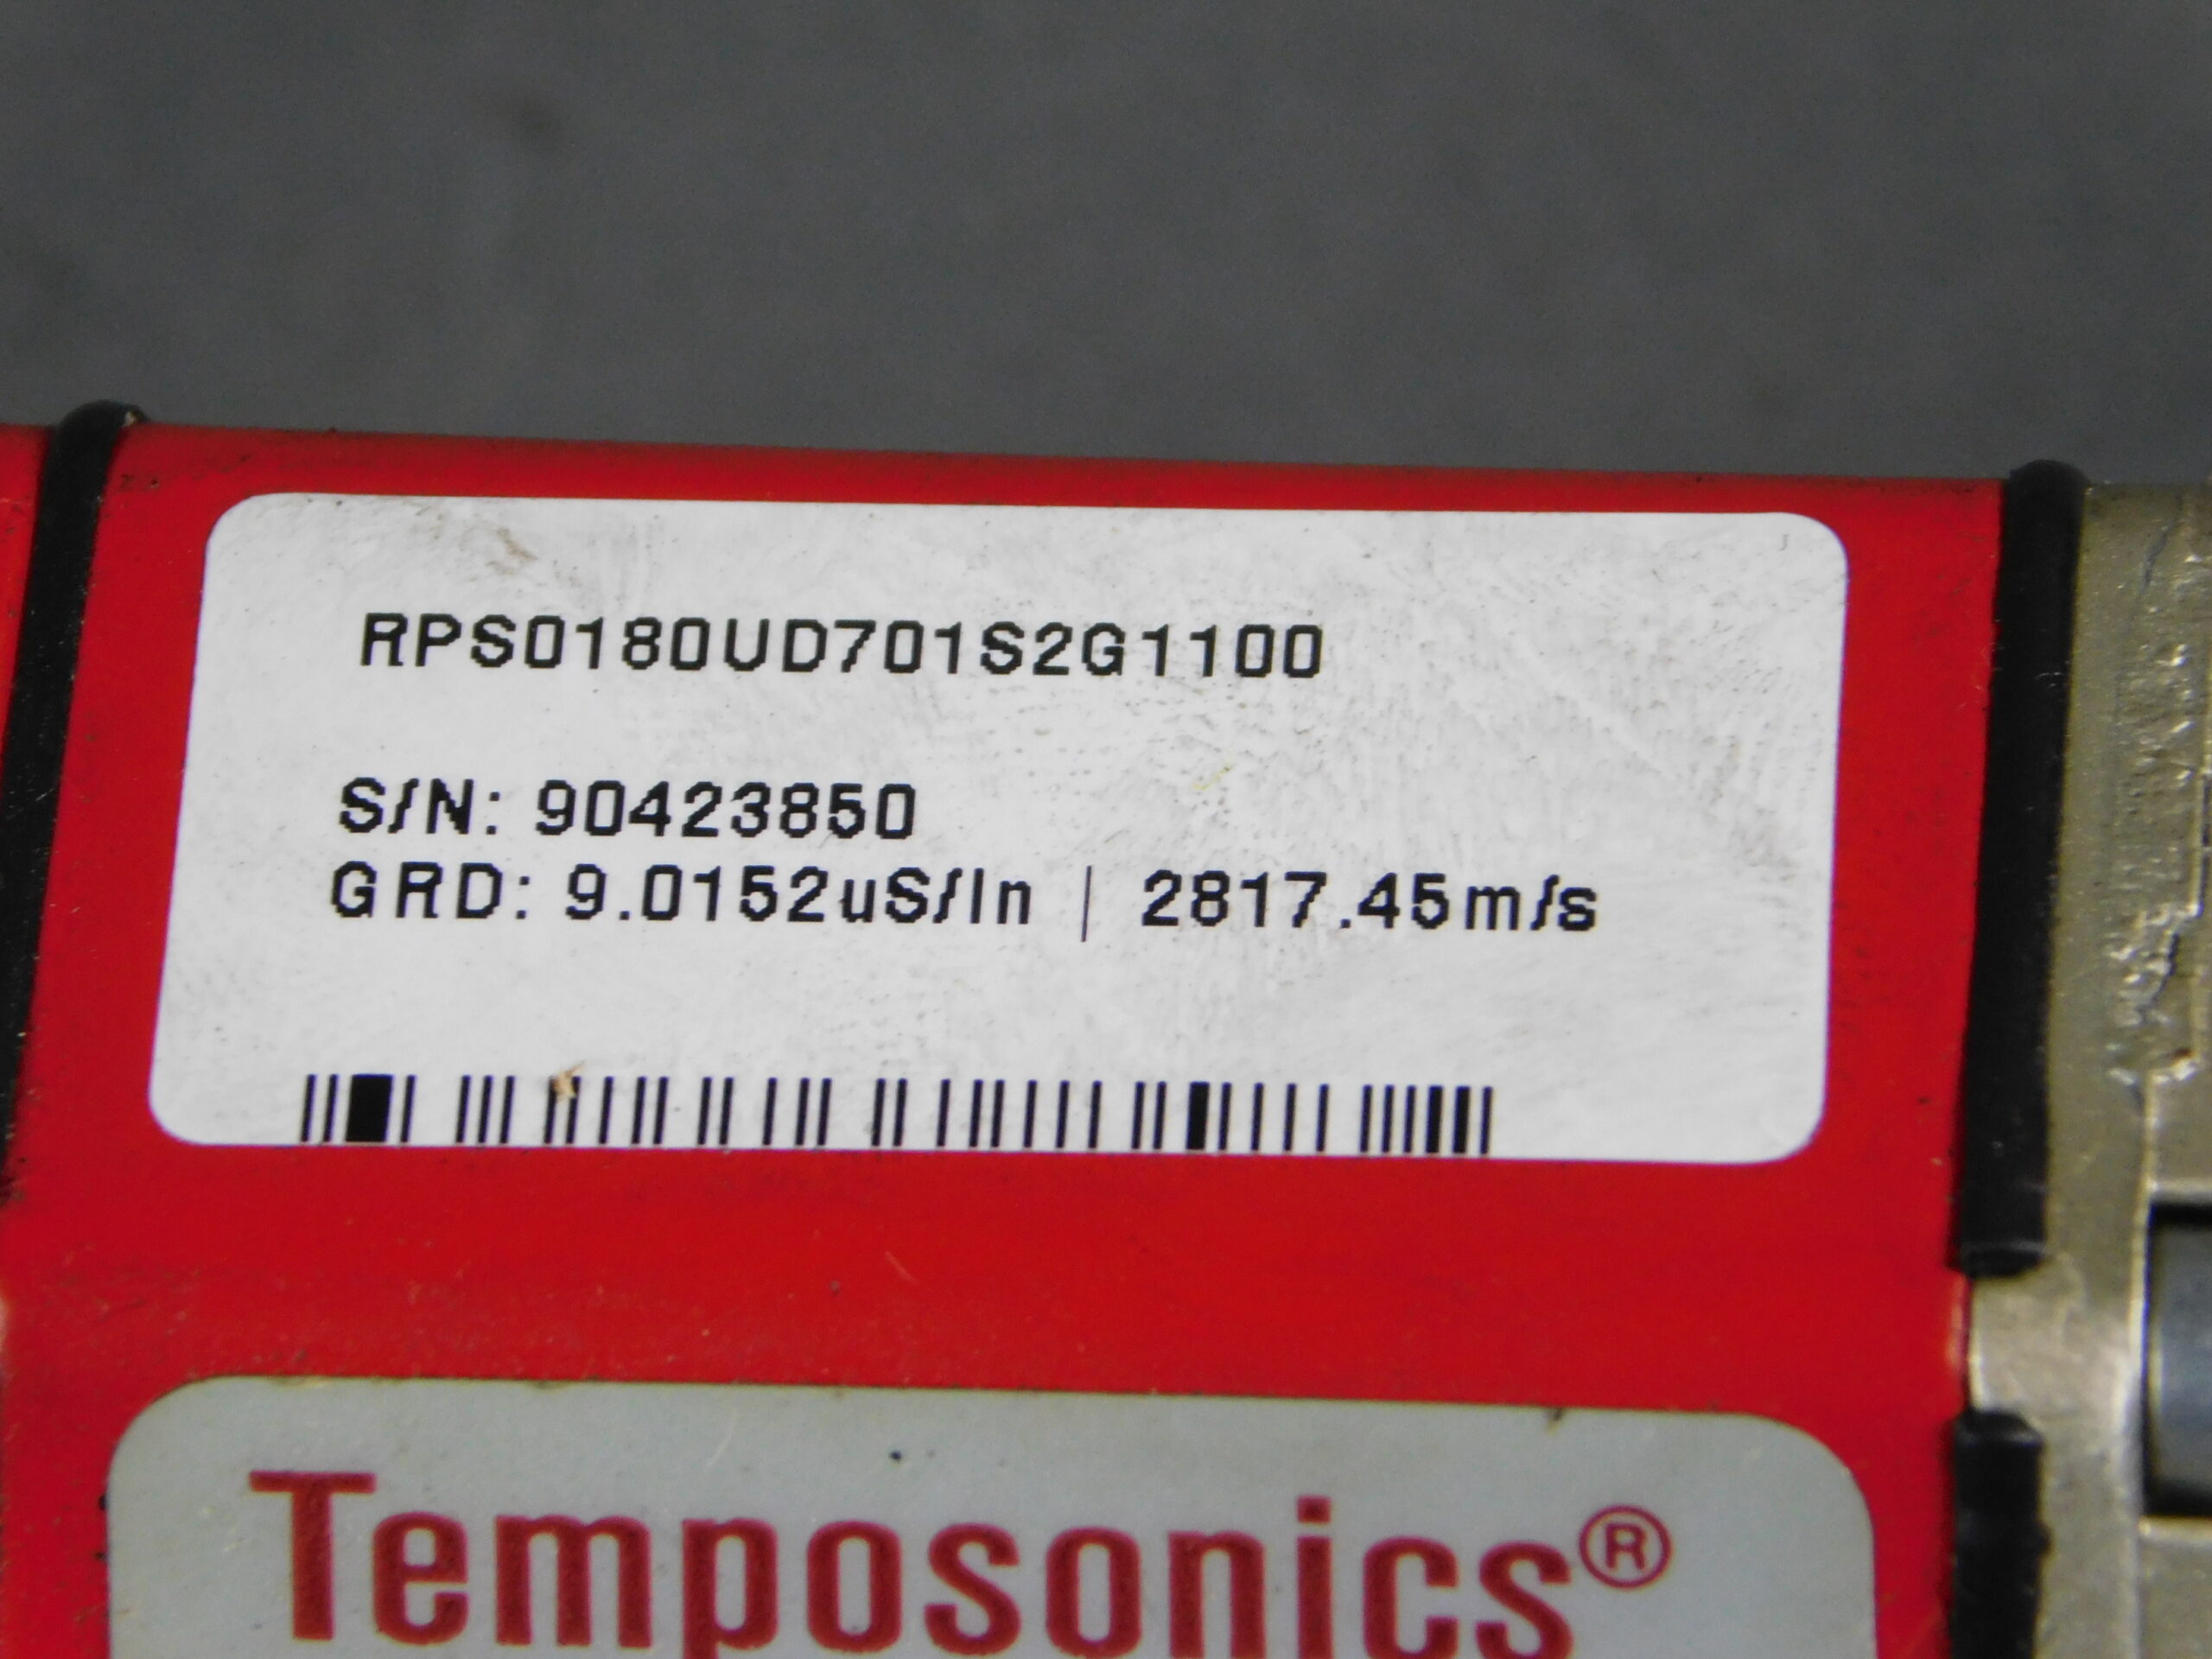 RPS0180UD701S2G1100
S/N: 90423850
GRD: 9.0152uS/In | 2817.45m/s
Temposonics®